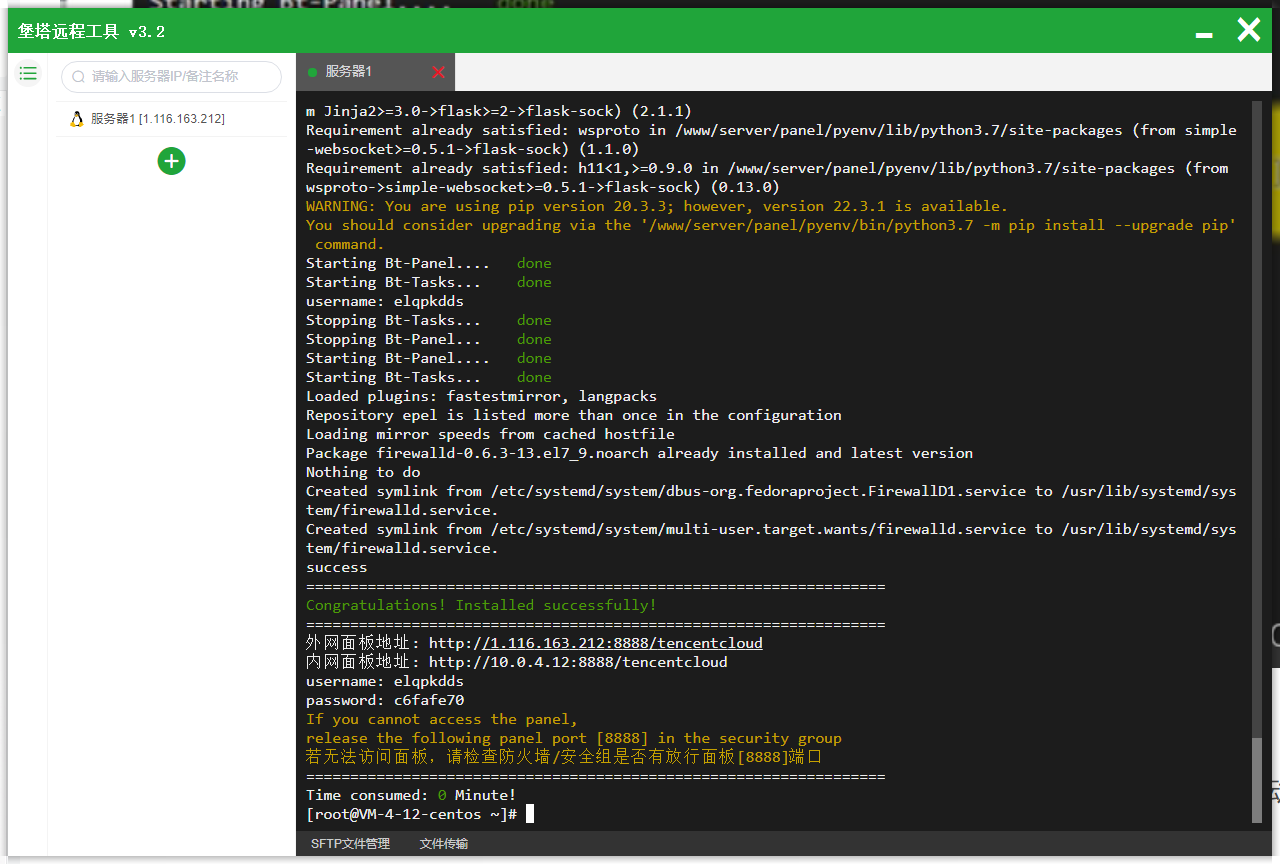 Starting Bt-Panel.... done
堡塔远程工具 v3.2
请输入服务器IP/备注名称
服务器1 [1.116.163.212]
服务器1
m Jinja2>=3.0->flask>=2->flask-sock) (2.1.1)
Requirement already satisfied: wsproto in /www/server/panel/pyenv/lib/python3.7/site-packages (from simple
-websocket>=0.5.1->flask-sock) (1.1.0)
Requirement already satisfied: h11<1,>=0.9.0 in /www/server/panel/pyenv/lib/python3.7/site-packages (from
wsproto->simple-websocket>=0.5.1->flask-sock) (0.13.0)
WARNING: You are using pip version 20.3.3; however, version 22.3.1 is available.
You should consider upgrading via the '/www/server/panel/pyenv/bin/python3.7 -m pip install --upgrade pip'
command.
Starting Bt-Panel.... done
Starting Bt-Tasks... done
username: elqpkdds
Stopping Bt-Tasks... done
Stopping Bt-Panel... done
Starting Bt-Panel.... done
Starting Bt-Tasks... done
Loaded plugins: fastestmirror, langpacks
Repository epel is listed more than once in the configuration
Loading mirror speeds from cached hostfile
Package firewalld-0.6.3-13.el7_9.noarch already installed and latest version
Nothing to do
Created symlink from /etc/systemd/system/dbus-org.fedoraproject.FirewallD1.service to /usr/lib/systemd/sys
tem/firewalld.service.
Created symlink from /etc/systemd/system/multi-user.target.wants/firewalld.service to /usr/lib/systemd/sys
tem/firewalld.service.
success
==================================================================
Congratulations! Installed successfully!
==================================================================
外网面板地址: http://1.116.163.212:8888/tencentcloud
内网面板地址: http://10.0.4.12:8888/tencentcloud
username: elqpkdds
password: c6fafe70
If you cannot access the panel,
release the following panel port [8888] in the security group
若无法访问面板，请检查防火墙/安全组是否有放行面板[8888]端口
==================================================================
Time consumed: 0 Minute!
[root@VM-4-12-centos ~]#
SFTP文件管理 文件传输